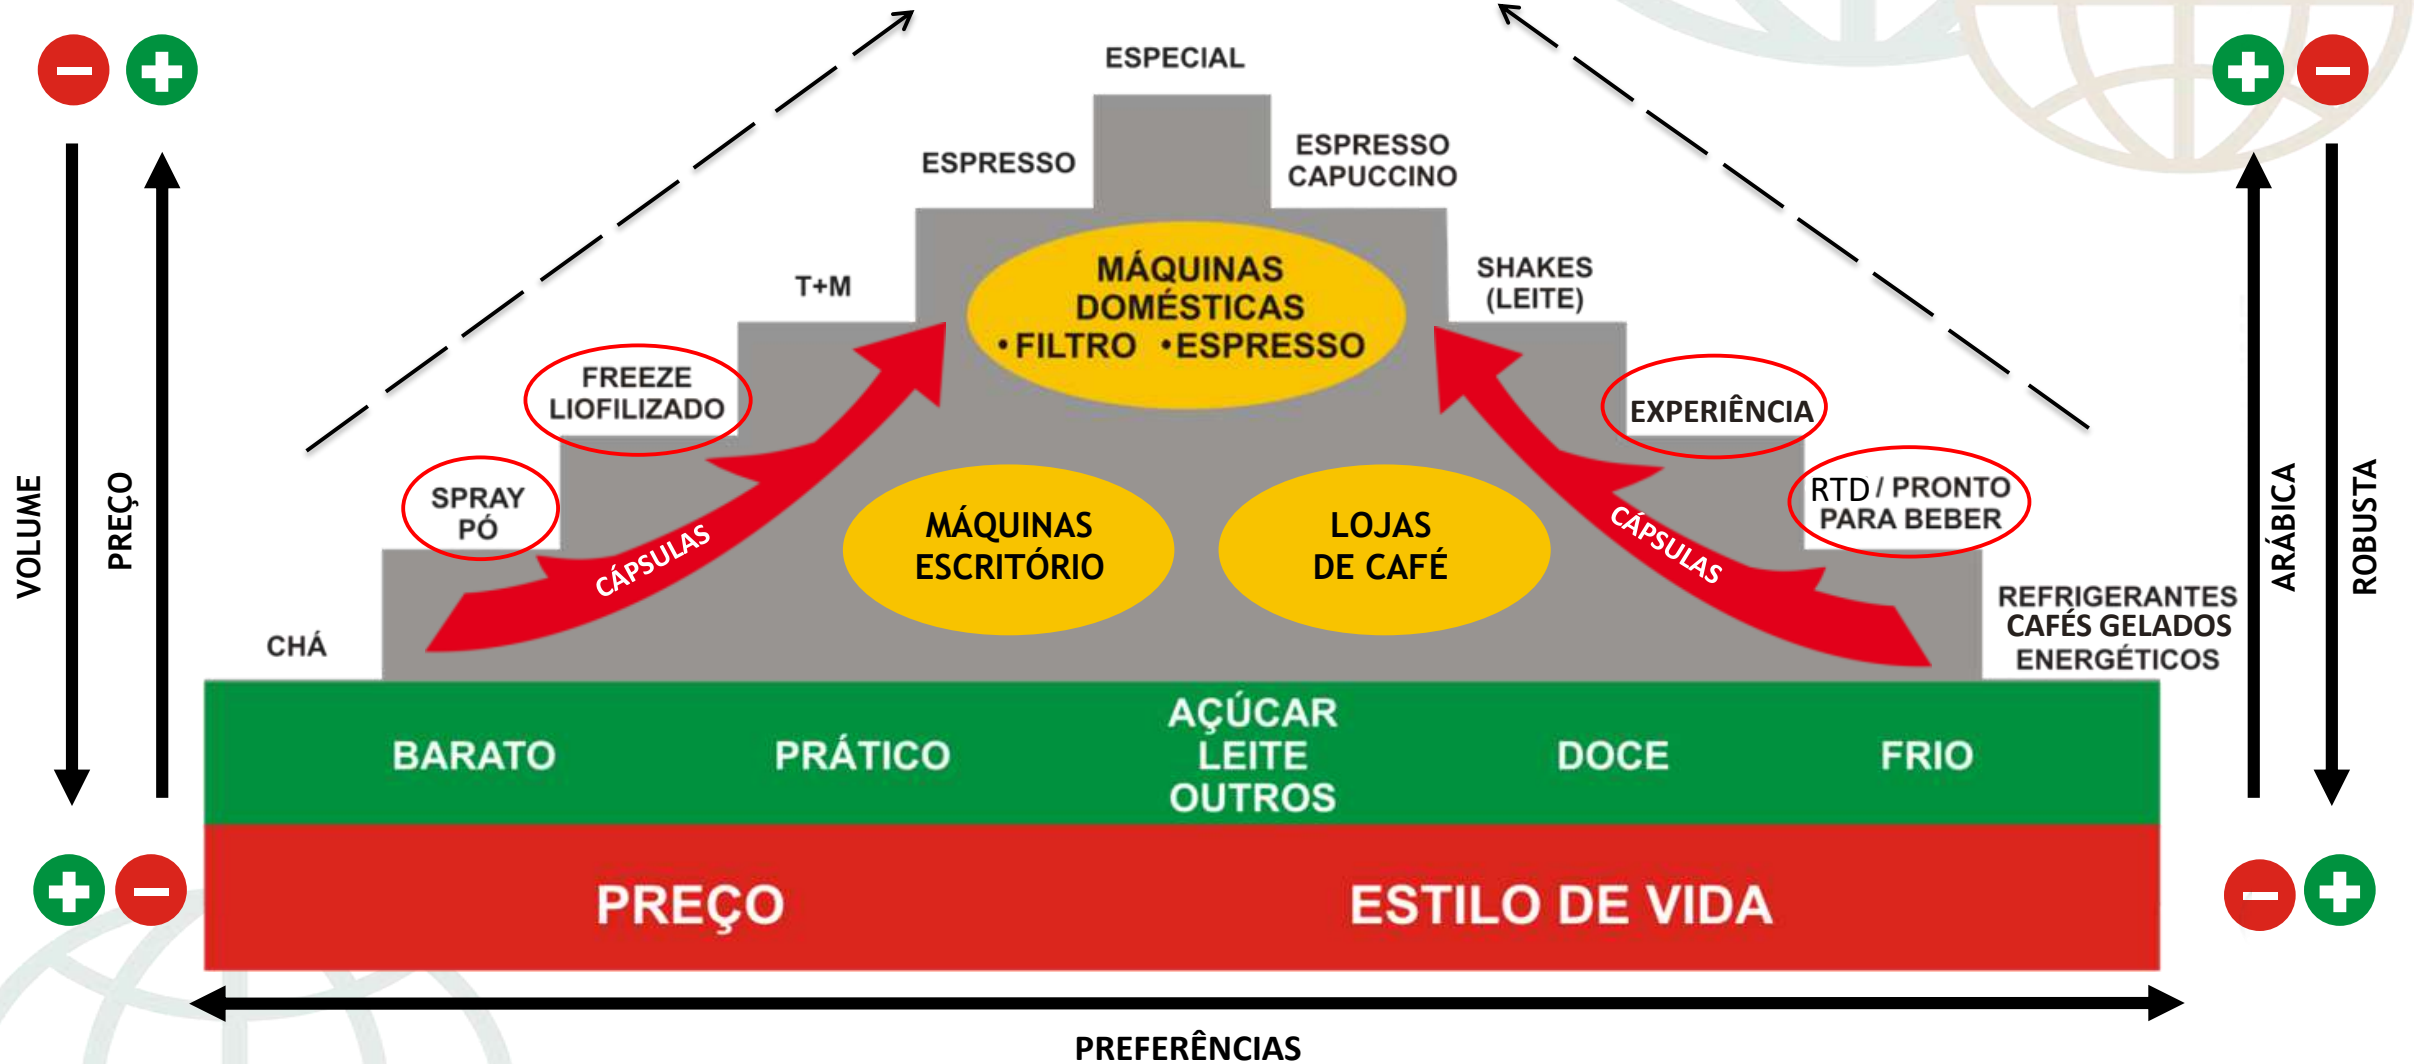 ESPECIAL
ESPRESSO
ESPRESSO
CAPUCCINO
T+M
MÁQUINAS
DOMÉSTICAS
• FILTRO • ESPRESSO
SHAKES
(LEITE)
FREEZE
LIOFILIZADO
EXPERIÊNCIA
SPRAY
PÓ
RTD / PRONTO
PARA BEBER
CÁPSULAS
MÁQUINAS
ESCRITÓRIO
LOJAS
DE CAFÉ
CÁPSULAS
VOLUME
PREÇO
ARÁBICA
ROBUSTA
CHÁ
REFRIGERANTES
CAFÉS GELADOS
ENERGÉTICOS
BARATO
PRÁTICO
AÇÚCAR
LEITE
OUTROS
DOCE
FRIO
PREÇO
ESTILO DE VIDA
PREFERÊNCIAS